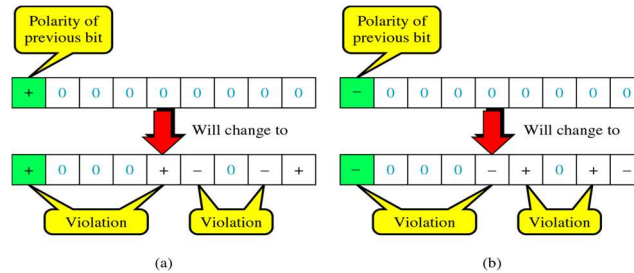 Polarity of
previous bit
Polarity of
previous bit
+ 0 0 0 0 0 0 0 0
− 0 0 0 0 0 0 0 0
Will change to
Will change to
+ 0 0 0 + − 0 − +
− 0 0 0 − + 0 + −
Violation Violation
Violation Violation
(a)
(b)